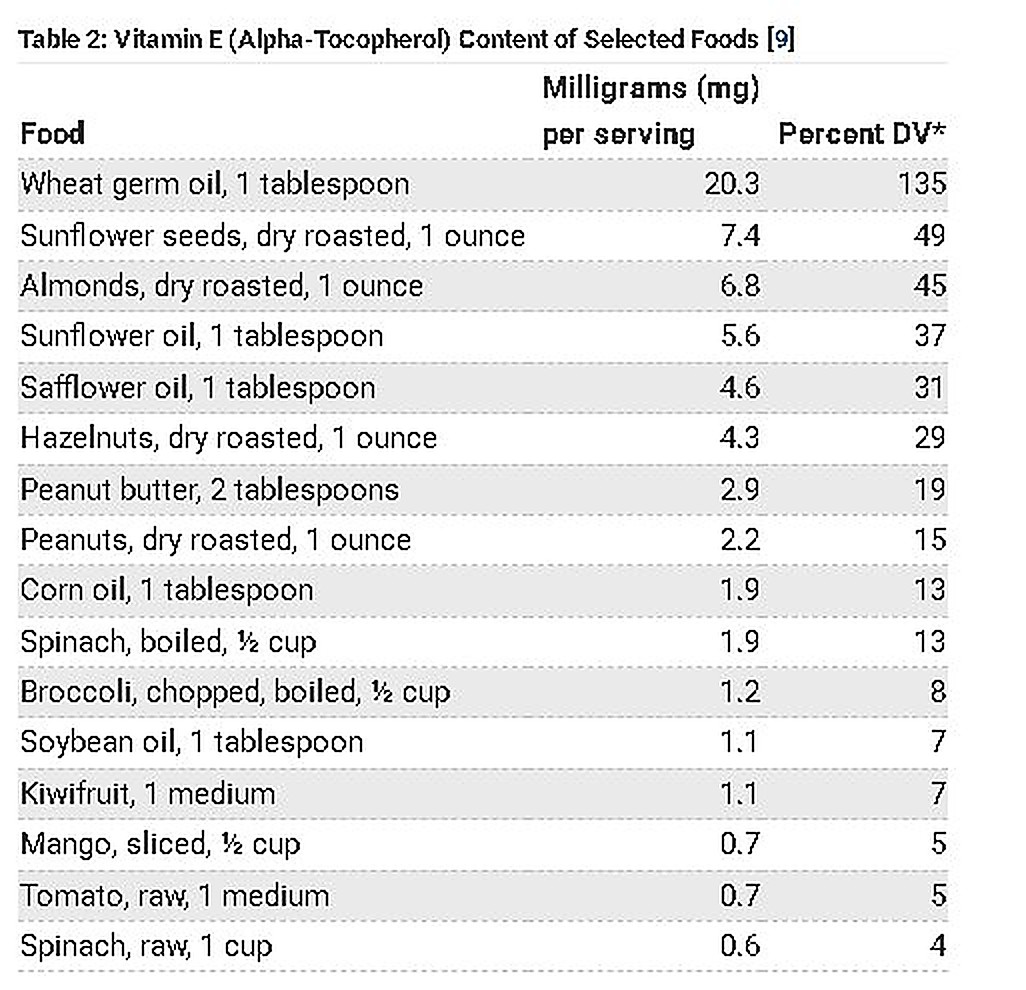 Table 2: Vitamin E (Alpha-Tocopherol) Content of Selected Foods [9]
Milligrams (mg)
Food per serving Percent DV*
Wheat germ oil, 1 tablespoon 20.3 135
Sunflower seeds, dry roasted, 1 ounce 7.4 49
Almonds, dry roasted, 1 ounce 6.8 45
Sunflower oil, 1 tablespoon 5.6 37
Safflower oil, 1 tablespoon 4.6 31
Hazelnuts, dry roasted, 1 ounce 4.3 29
Peanut butter, 2 tablespoons 2.9 19
Peanuts, dry roasted, 1 ounce 2.2 15
Corn oil, 1 tablespoon 1.9 13
Spinach, boiled, ½ cup 1.9 13
Broccoli, chopped, boiled, ½ cup 1.2 8
Soybean oil, 1 tablespoon 1.1 7
Kiwifruit, 1 medium 1.1 7
Mango, sliced, ½ cup 0.7 5
Tomato, raw, 1 medium 0.7 5
Spinach, raw, 1 cup 0.6 4